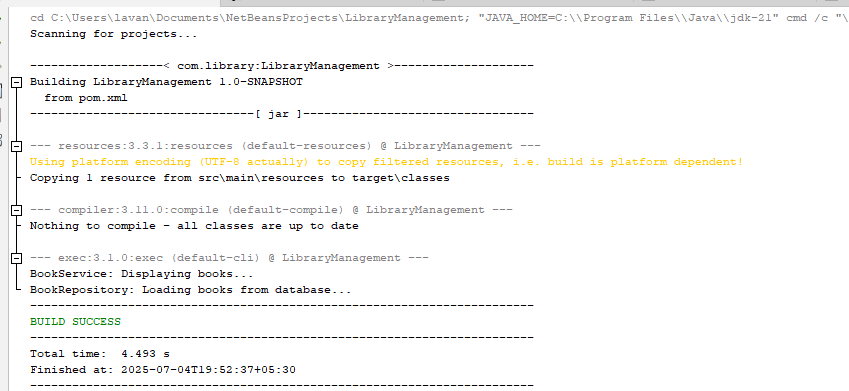 cd C:\Users\lavan\Documents\NetBeansProjects\LibraryManagement; "JAVA_HOME=C:\\Program Files\\Java\\jdk-21" cmd /c "\
Scanning for projects...
-------------------< com.library:LibraryManagement >--------------------
Building LibraryManagement 1.0-SNAPSHOT
  from pom.xml
--------------------------------[ jar ]---------------------------------
--- resources:3.3.1:resources (default-resources) @ LibraryManagement ---
Using platform encoding (UTF-8 actually) to copy filtered resources, i.e. build is platform dependent!
Copying 1 resource from src\main\resources to target\classes
--- compiler:3.11.0:compile (default-compile) @ LibraryManagement ---
Nothing to compile - all classes are up to date
--- exec:3.1.0:exec (default-cli) @ LibraryManagement ---
BookService: Displaying books...
BookRepository: Loading books from database...
------------------------------------------------------------------------
BUILD SUCCESS
------------------------------------------------------------------------
Total time:  4.493 s
Finished at: 2025-07-04T19:52:37+05:30
------------------------------------------------------------------------